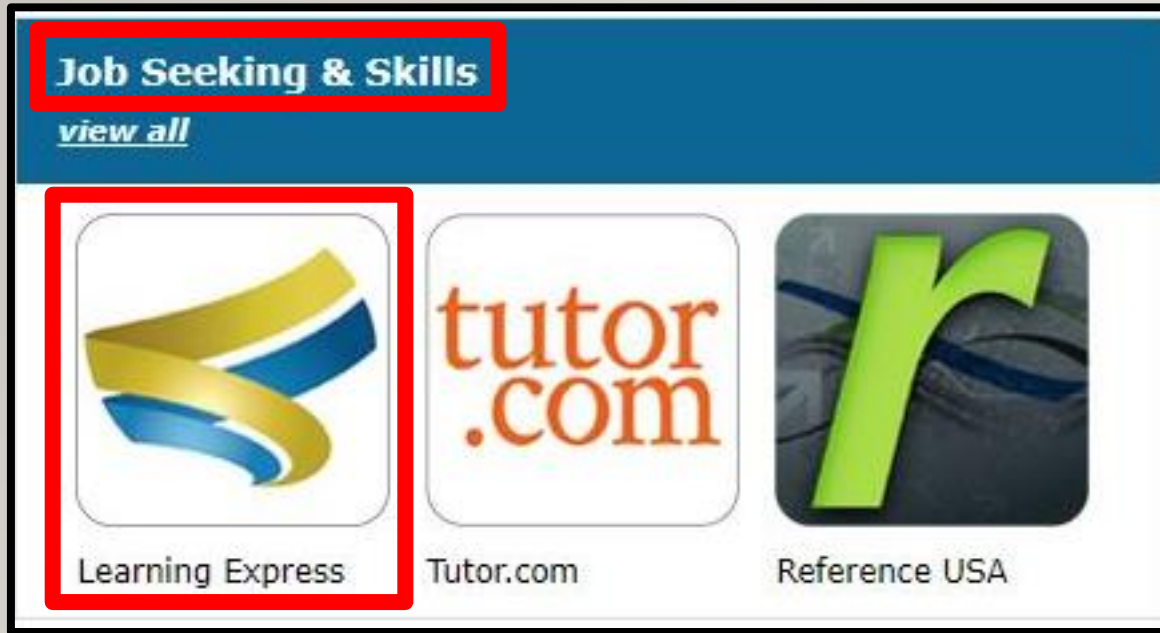 Job Seeking & Skills
view all
tutor
.com
r
Learning Express
Tutor.com
Reference USA